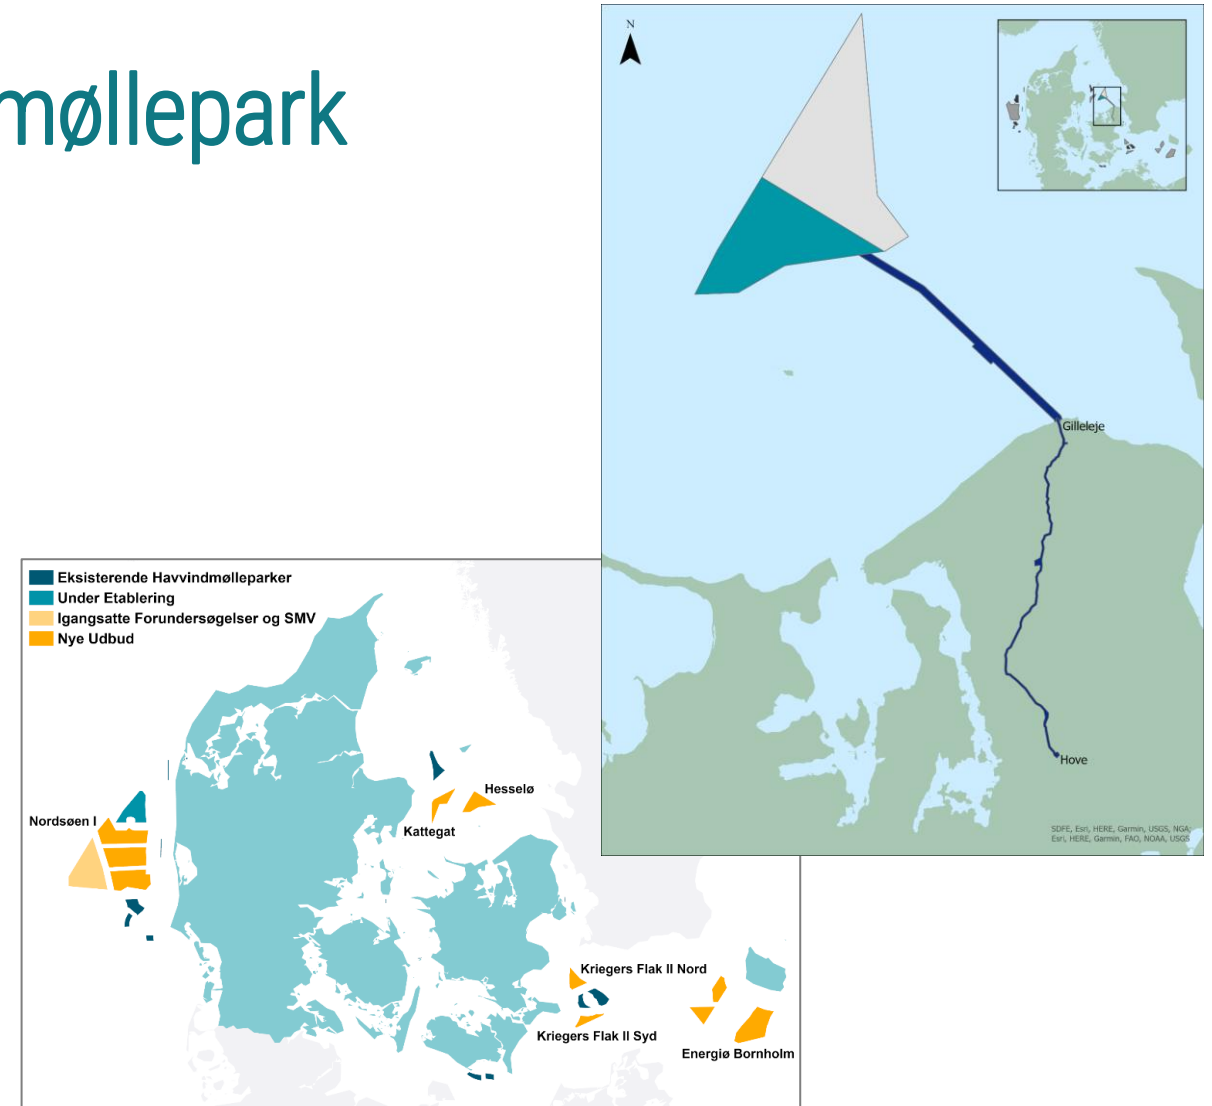 møllepark
N
Gilleleje
Hove
SDFE, Esri, HERE, Garmin, USGS, NGA;
Esri, HERE, Garmin, FAO, NOAA, USGS
Eksisterende Havvindmølleparker
Under Etablering
Igangsatte Forundersøgelser og SMV
Nye Udbud
Hesselø
Nordsøen I
Kattegat
Kriegers Flak II Nord
Kriegers Flak II Syd
Energiø Bornholm